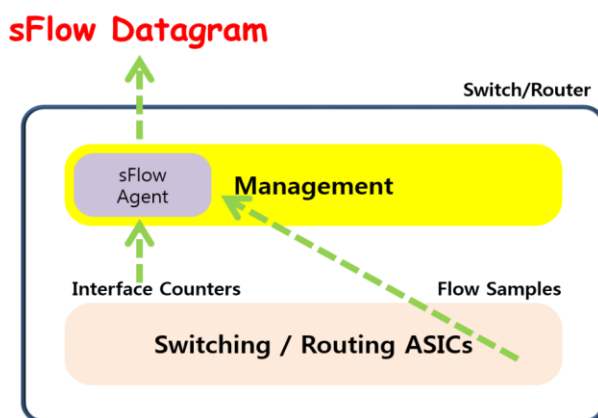 sFlow Datagram
Switch/Router
sFlow
Agent
Management
Interface Counters
Flow Samples
Switching / Routing ASICs